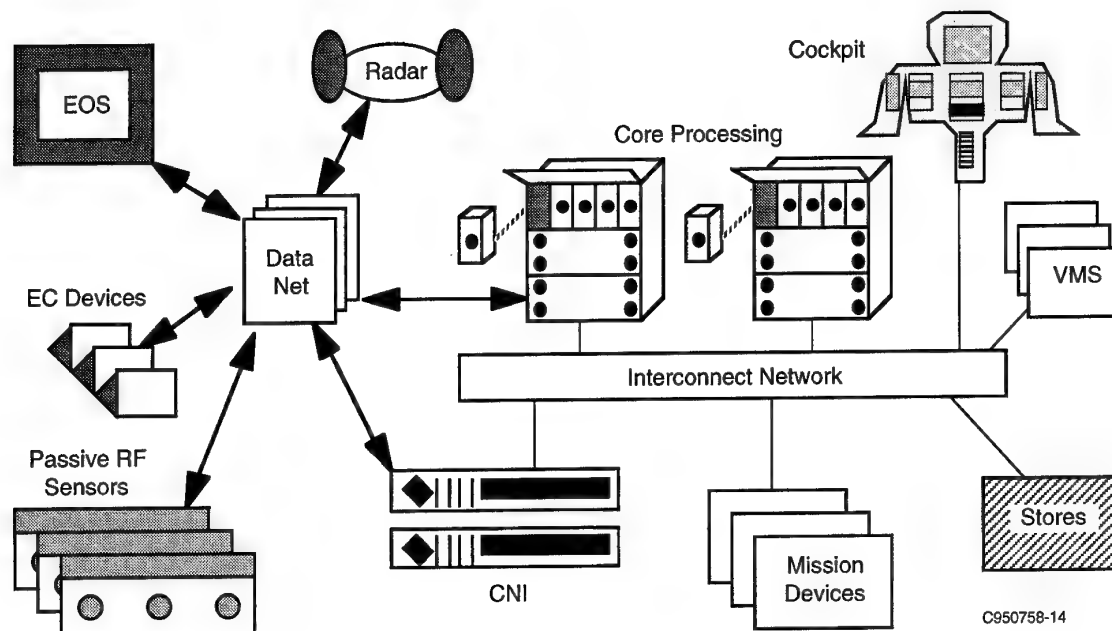 Cockpit
Radar
EOS
Core Processing
Data
Net
VMS
EC Devices
Interconnect Network
Passive RF
Sensors
Stores
Mission
Devices
CNI
C950758-14